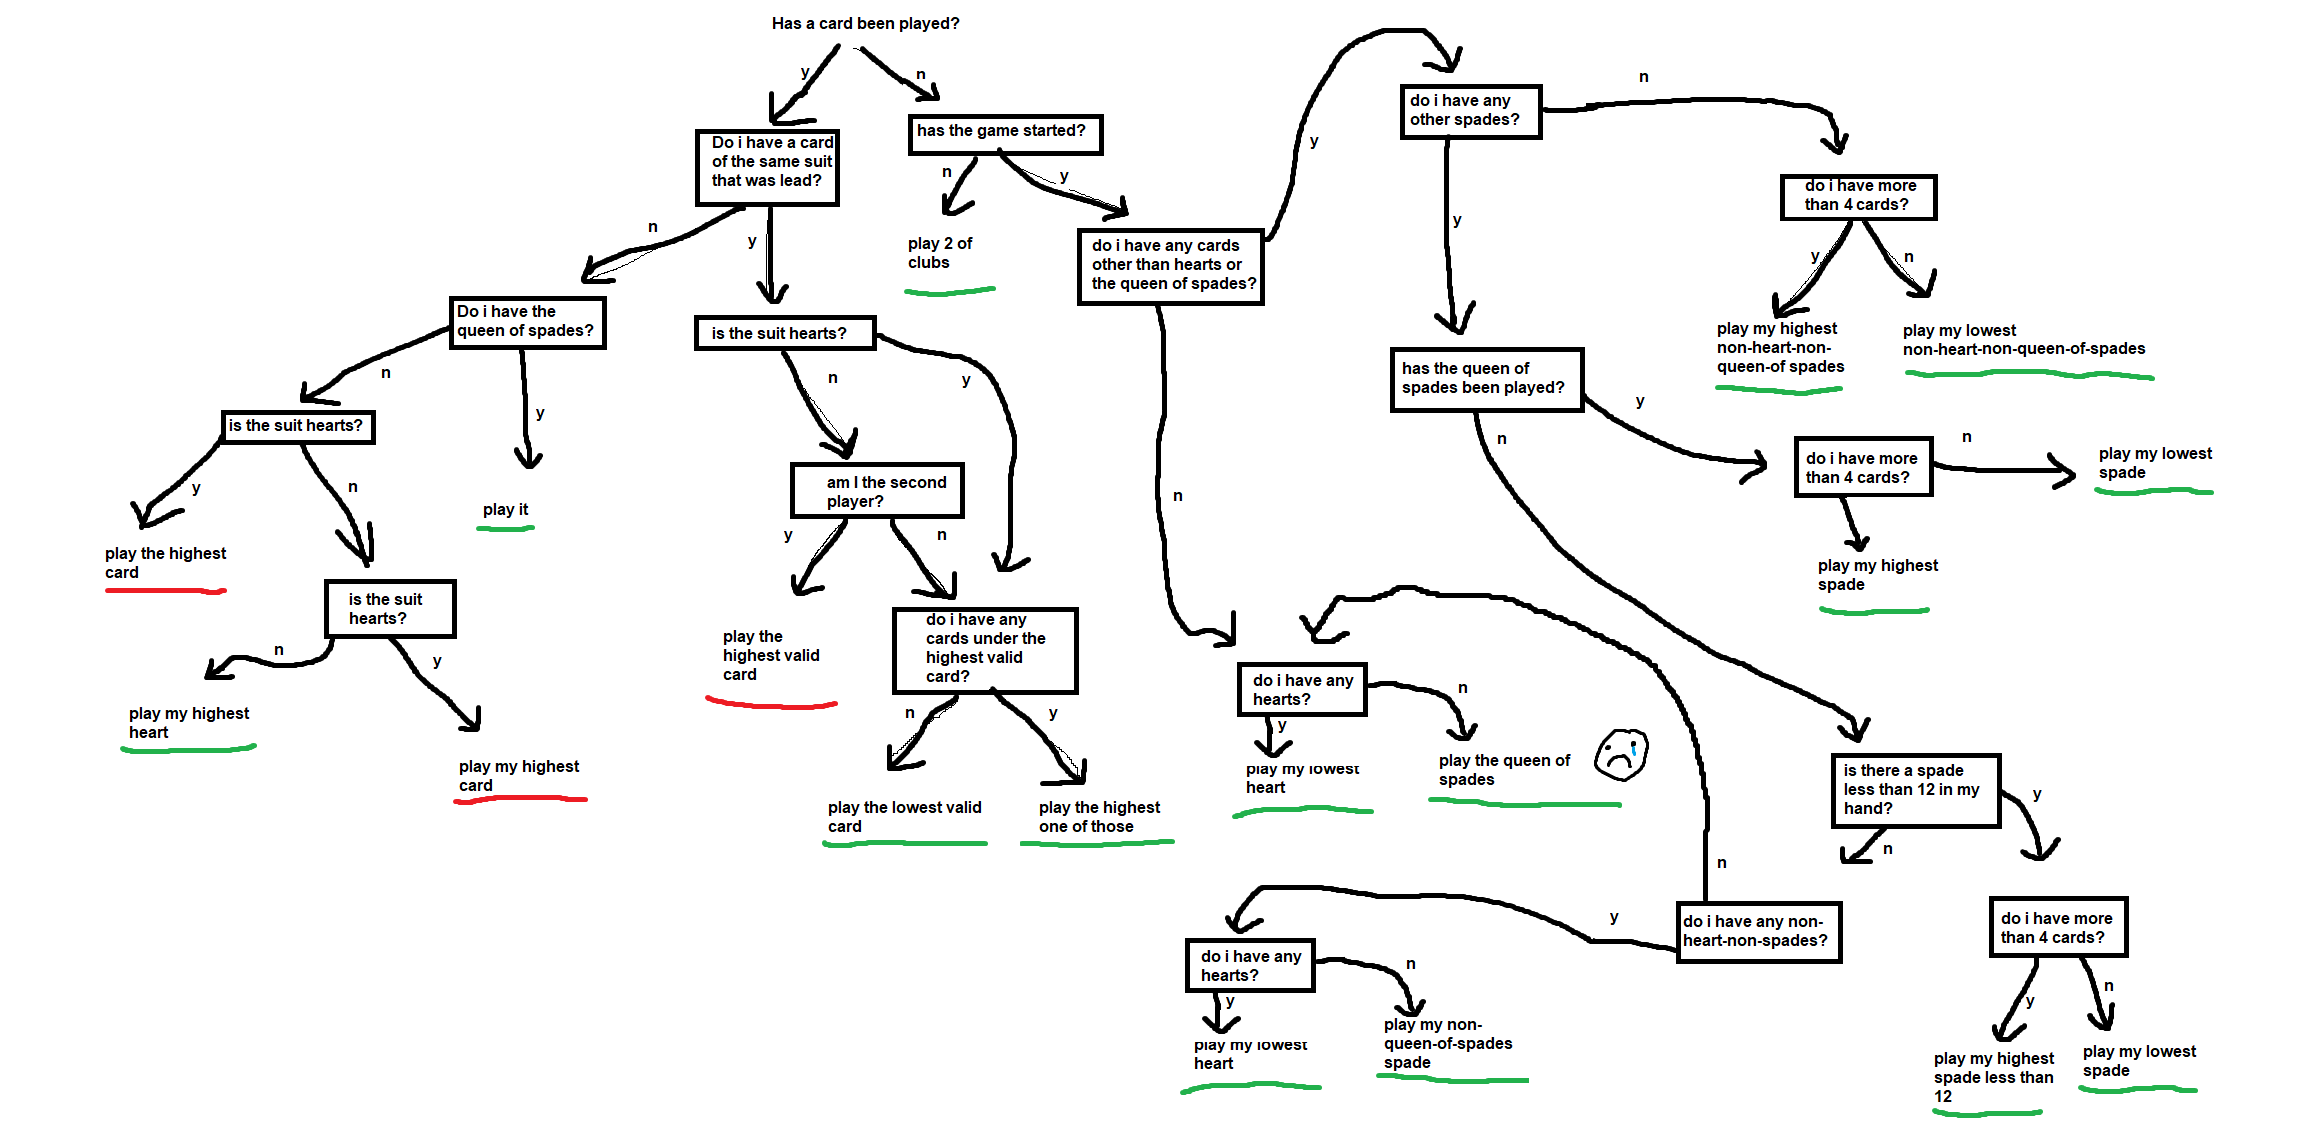 Has a card been played?
y
n
Do i have a card
of the same suit
that was lead?
has the game started?
n
y
play 2 of
clubs
n
y
Do i have the
queen of spades?
n
y
play it
is the suit hearts?
y
n
play the highest
card
is the suit
hearts?
n
y
play my highest
heart
play my highest
card
is the suit hearts?
n
y
am I the second
player?
y
n
play the
highest valid
card
do i have any
cards under the
highest valid
card?
n
y
play the lowest valid
card
play the highest
one of those
do i have any cards
other than hearts or
the queen of spades?
y
n
do i have any
other spades?
n
y
do i have more
than 4 cards?
y
n
play my highest
non-heart-non-
queen-of spades
play my lowest
non-heart-non-queen-of-spades
has the queen of
spades been played?
y
n
do i have more
than 4 cards?
n
play my lowest
spade
play my highest
spade
do i have any
hearts?
y
n
play my lowest
heart
play the queen of
spades
is there a spade
less than 12 in my
hand?
y
n
do i have any non-
heart-non-spades?
n
y
do i have any
hearts?
y
n
play my lowest
heart
play my non-
queen-of-spades
spade
do i have more
than 4 cards?
y
n
play my highest
spade less than
12
play my lowest
spade